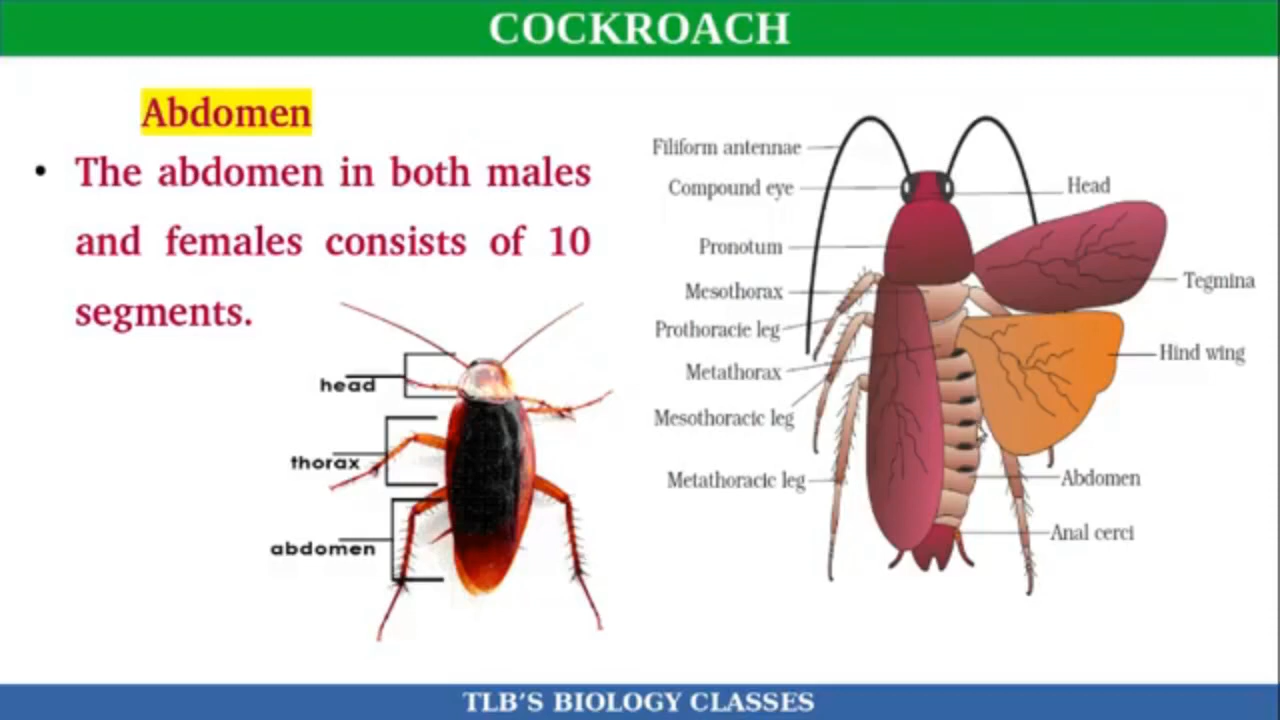 COCKROACH
Abdomen
• The abdomen in both males
and females consists of 10
segments.
head
thorax
abdomen
Filiform antennae
Compound eye
Head
Pronotum
Tegmina
Mesothorax
Prothoracie leg
Hind wing
Metathorax
Mesothoracic leg
Metathoracic leg
Abdomen
Anal cerci
TLB'S BIOLOGY CLASSES